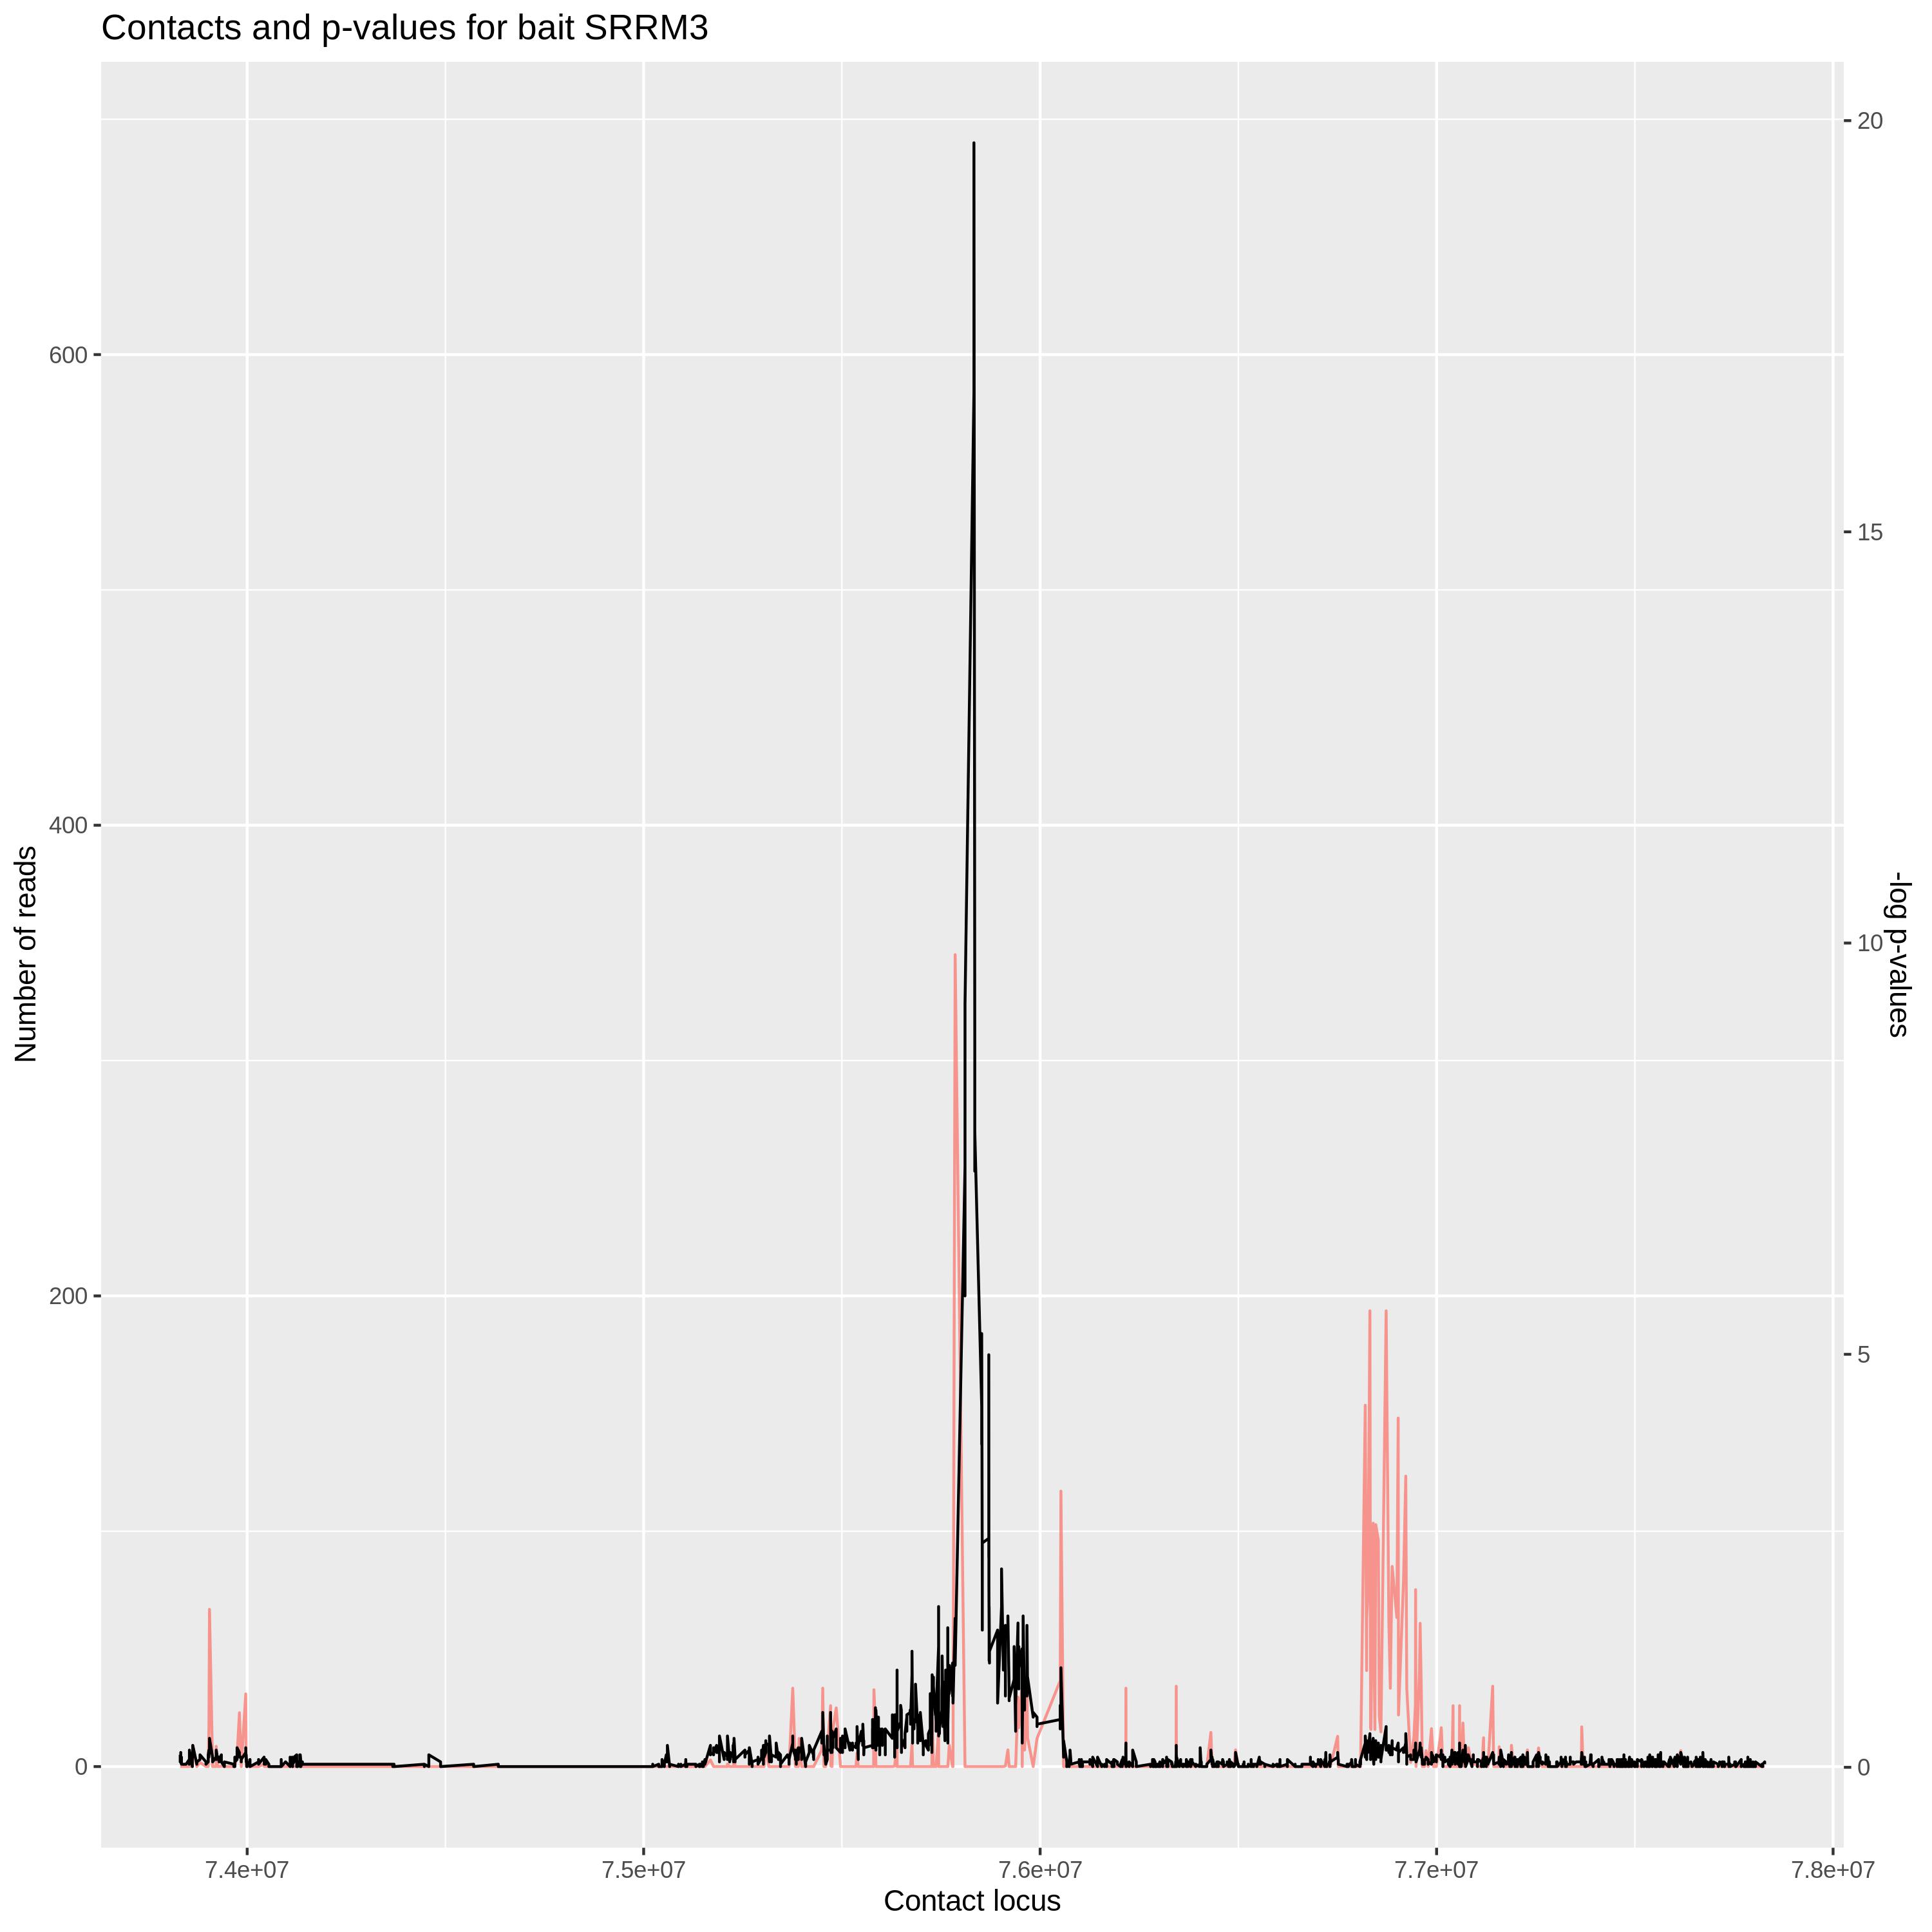 Contacts and p-values for bait SRRM3
Number of reads
600
400
200
0
20
15
10
5
0
-log p-values
7.4e+07
7.5e+07
7.6e+07
7.7e+07
7.8e+07
Contact locus